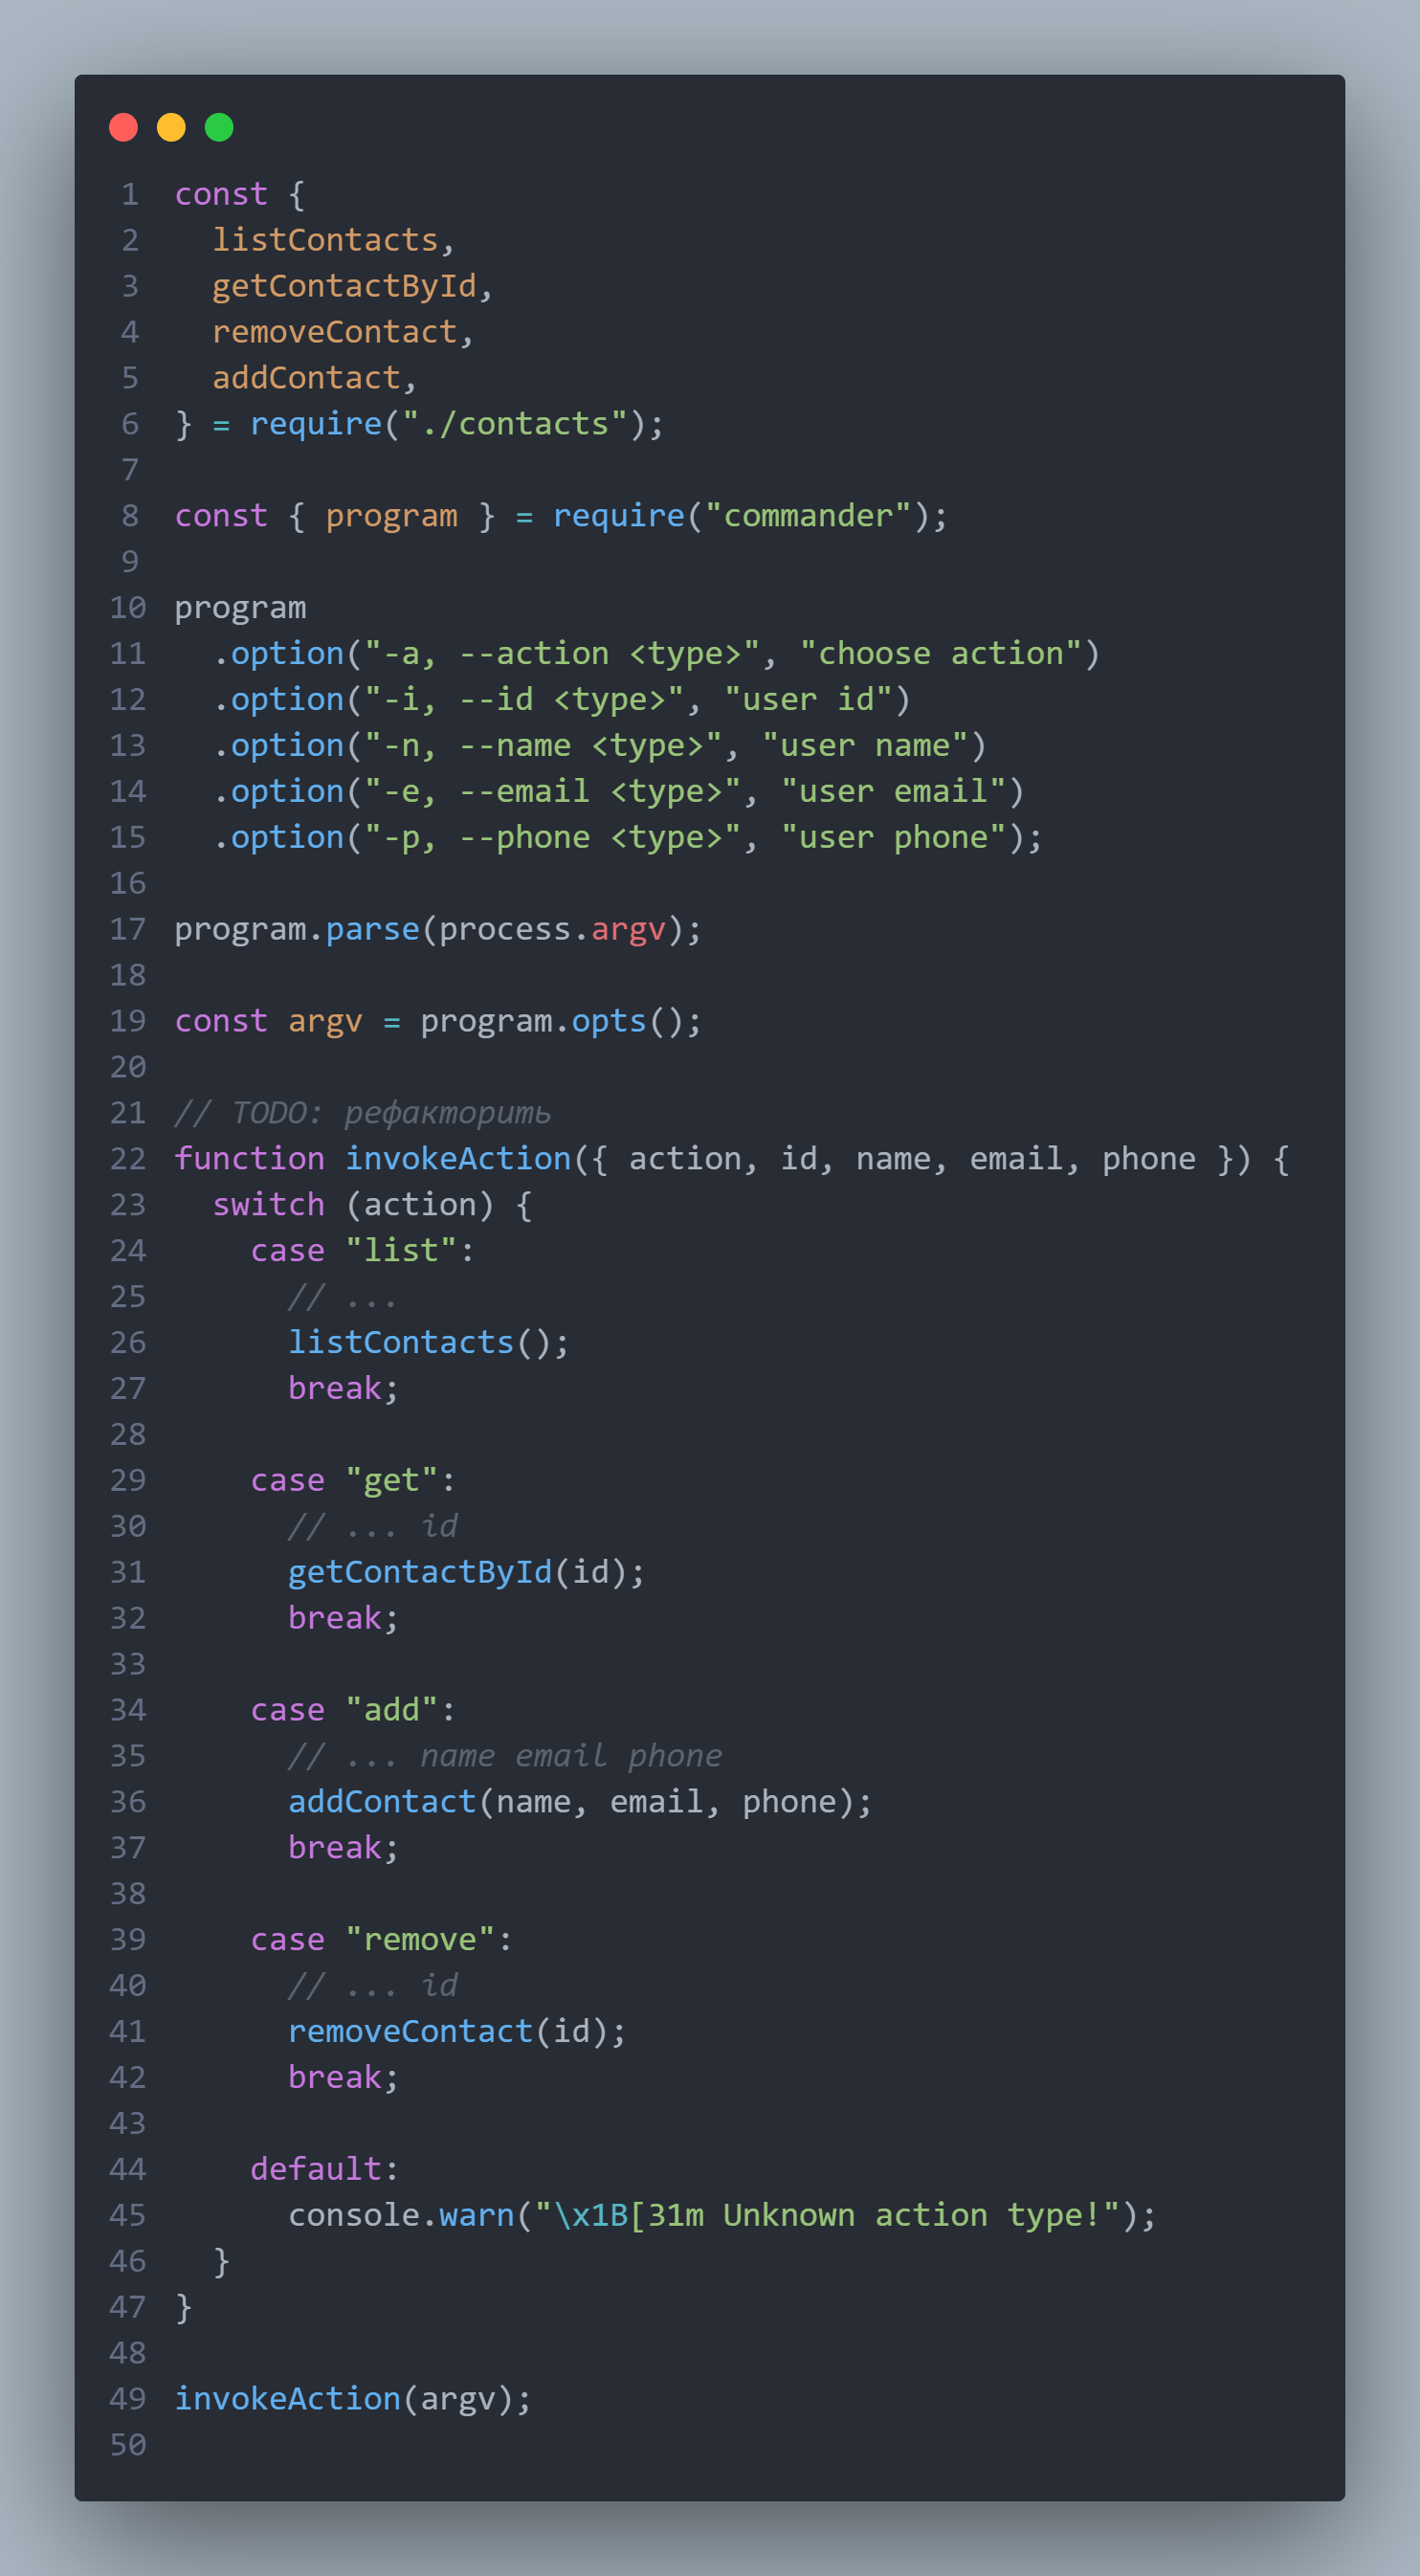 1 const {
2   listContacts,
3   getContactById,
4   removeContact,
5   addContact,
6 } = require("./contacts");
7
8 const { program } = require("commander");
9
10 program
11   .option("-a, --action <type>", "choose action")
12   .option("-i, --id <type>", "user id")
13   .option("-n, --name <type>", "user name")
14   .option("-e, --email <type>", "user email")
15   .option("-p, --phone <type>", "user phone");
16
17 program.parse(process.argv);
18
19 const argv = program.opts();
20
21 // TODO: рефакторить
22 function invokeAction({ action, id, name, email, phone }) {
23   switch (action) {
24     case "list":
25       // ...
26       listContacts();
27       break;
28
29     case "get":
30       // ... id
31       getContactById(id);
32       break;
33
34     case "add":
35       // ... name email phone
36       addContact(name, email, phone);
37       break;
38
39     case "remove":
40       // ... id
41       removeContact(id);
42       break;
43
44     default:
45       console.warn("\x1B[31m Unknown action type!");
46   }
47 }
48
49 invokeAction(argv);
50